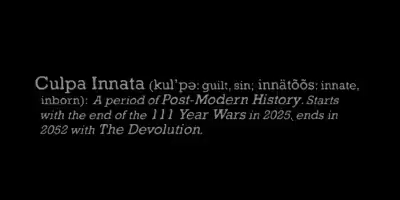 Culpa Innata (kul'pə: guilt, sin; innätõõs: innate,
inborn): A period of Post-Modern History. Starts
with the end of the 111 Year Wars in 2025, ends in
2052 with The Devolution.